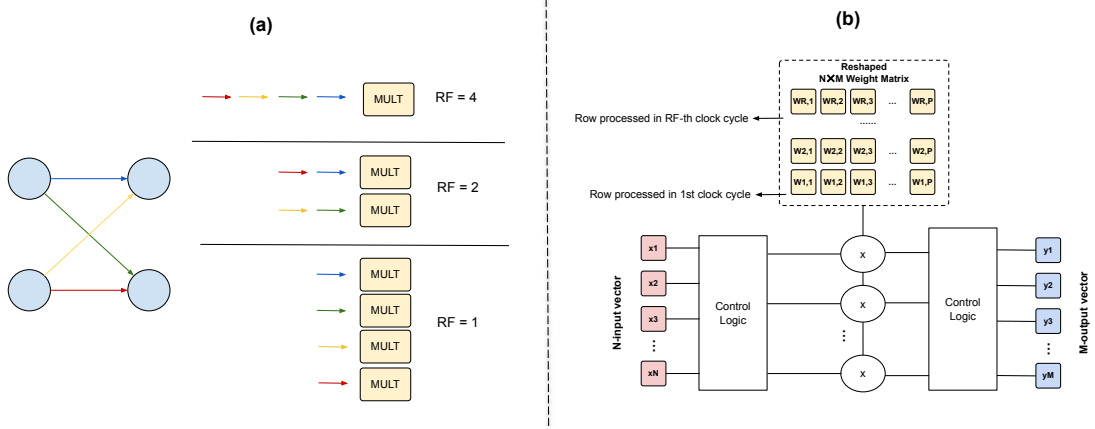 (a)
MULT
RF = 4
MULT
RF = 2
MULT
MULT
MULT
RF = 1
MULT
MULT
(b)
Reshaped
N✕M Weight Matrix
WR,1 WR,2 WR,3 ... WR,P
Row processed in RF-th clock cycle
......
W2,1 W2,2 W2,3 ... W2,P
W1,1 W1,2 W1,3 ... W1,P
Row processed in 1st clock cycle
N-input vector
x1
x2
x3
...
xN
Control
Logic
x
x
...
x
Control
Logic
y1
y2
y3
...
yM
M-output vector